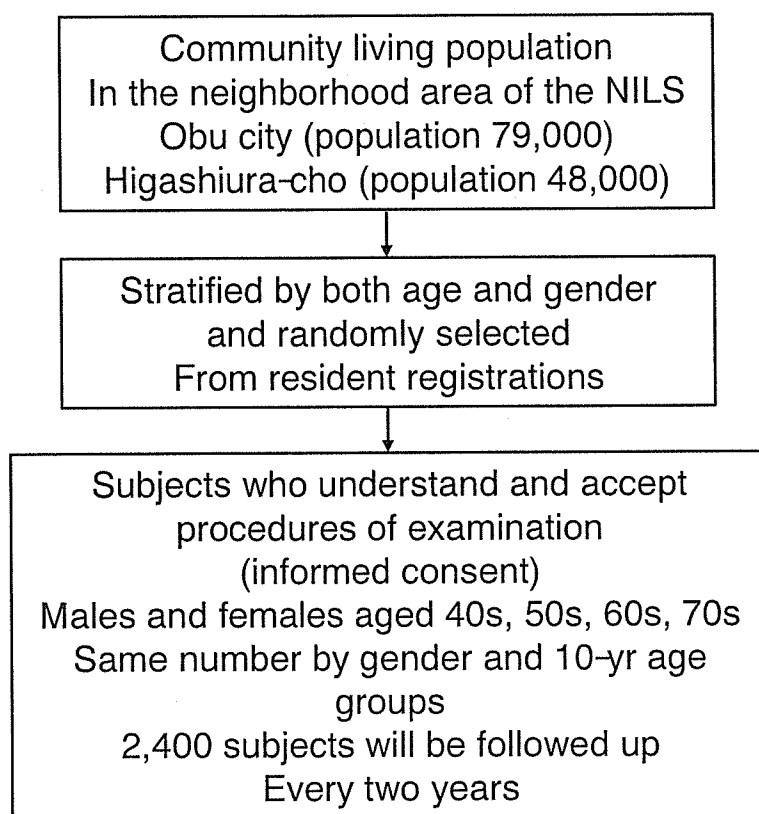 Community living population
In the neighborhood area of the NILS
Obu city (population 79,000)
Higashiura-cho (population 48,000)
Stratified by both age and gender
and randomly selected
From resident registrations
Subjects who understand and accept
procedures of examination
(informed consent)
Males and females aged 40s, 50s, 60s, 70s
Same number by gender and 10-yr age
groups
2,400 subjects will be followed up
Every two years